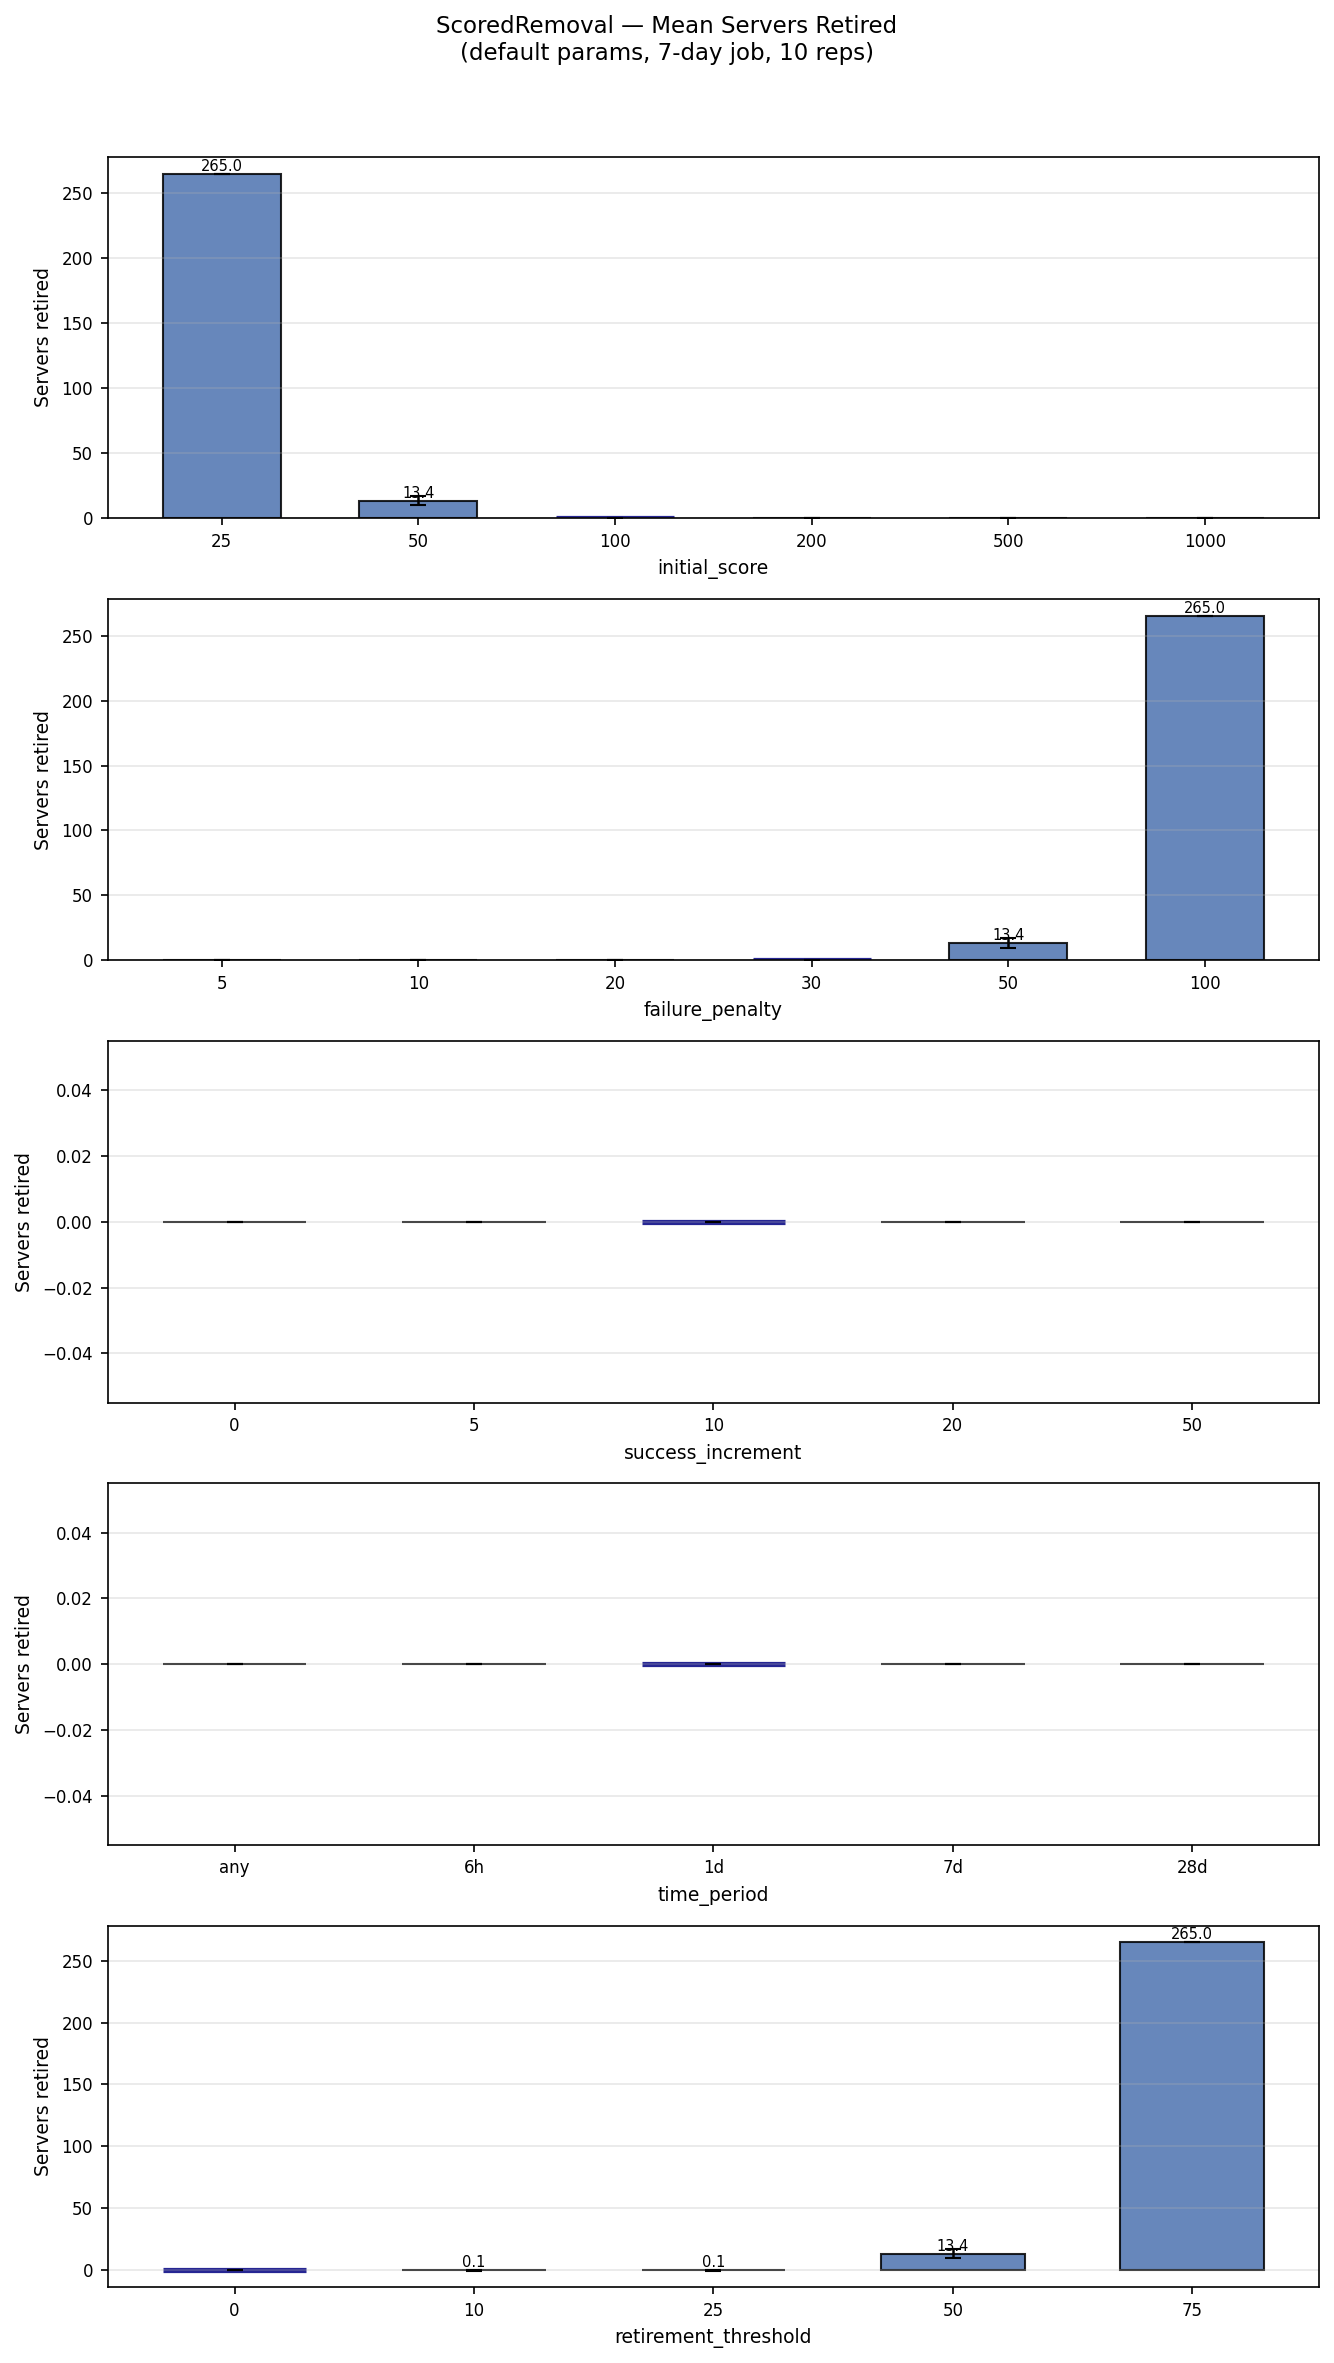 ScoredRemoval — Mean Servers Retired
(default params, 7-day job, 10 reps)
265.0
13.4
250
200
150
100
50
0
Servers retired
25 50 100 200 500 1000
initial_score
265.0
13.4
250
200
150
100
50
0
Servers retired
5 10 20 30 50 100
failure_penalty
0.04
0.02
0.00
−0.02
−0.04
Servers retired
0 5 10 20 50
success_increment
0.04
0.02
0.00
−0.02
−0.04
Servers retired
any 6h 1d 7d 28d
time_period
265.0
0.1 0.1 13.4
250
200
150
100
50
0
Servers retired
0 10 25 50 75
retirement_threshold